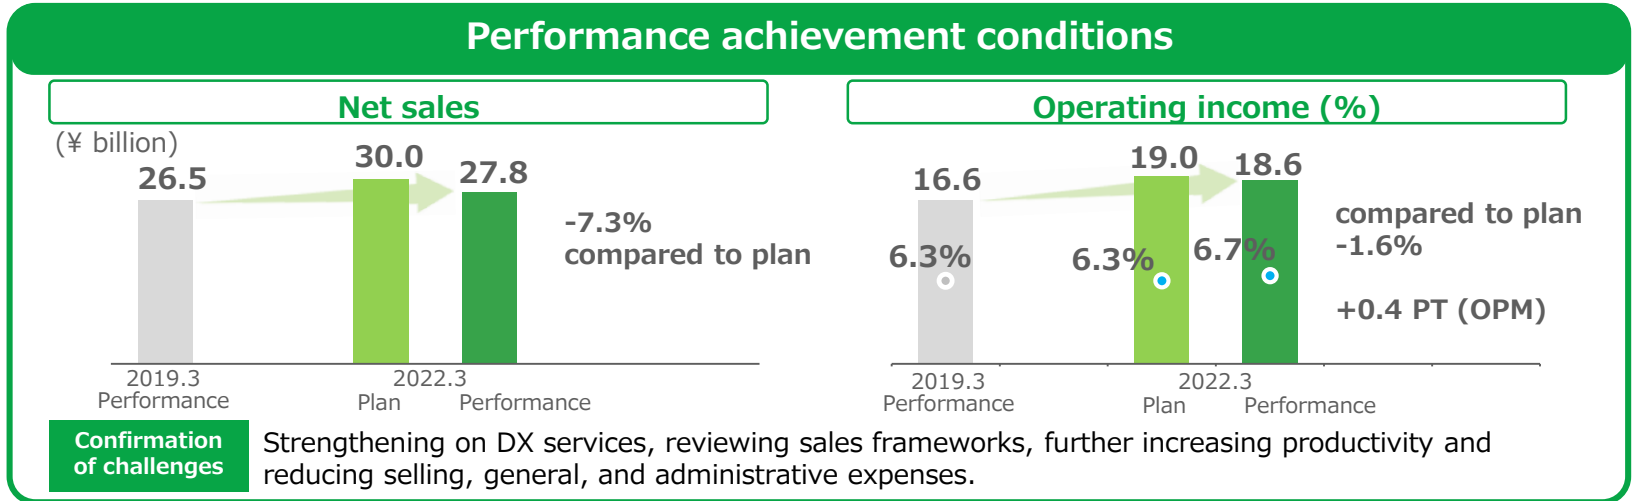 Performance achievement conditions
Net sales
(¥ billion)
26.5
30.0
27.8
-7.3%
compared to plan
2019.3
Performance
2022.3
Plan
Performance
Operating income (%)
16.6
19.0
18.6
6.3%
6.3%
6.7%
compared to plan
-1.6%
+0.4 PT (OPM)
2019.3
Performance
2022.3
Plan
Performance
Confirmation
of challenges
Strengthening on DX services, reviewing sales frameworks, further increasing productivity and
reducing selling, general, and administrative expenses.